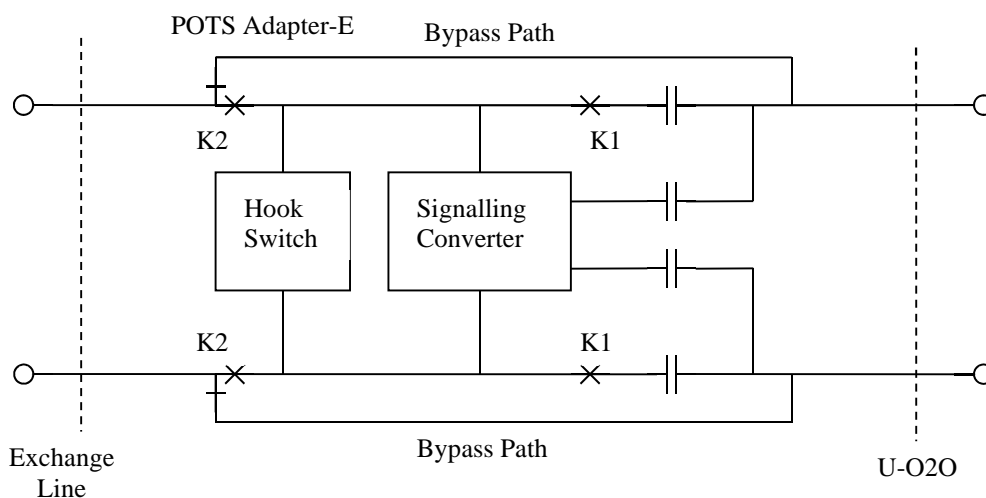 POTS Adapter-E
Bypass Path
K2
K1
Hook
Switch
Signalling
Converter
K2
K1
Bypass Path
Exchange
Line
U-O2O